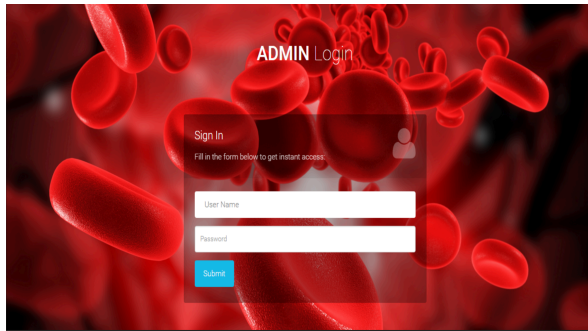 ADMIN Login
Sign In
Fill in the form below to get instant access:
User Name
Password
Submit